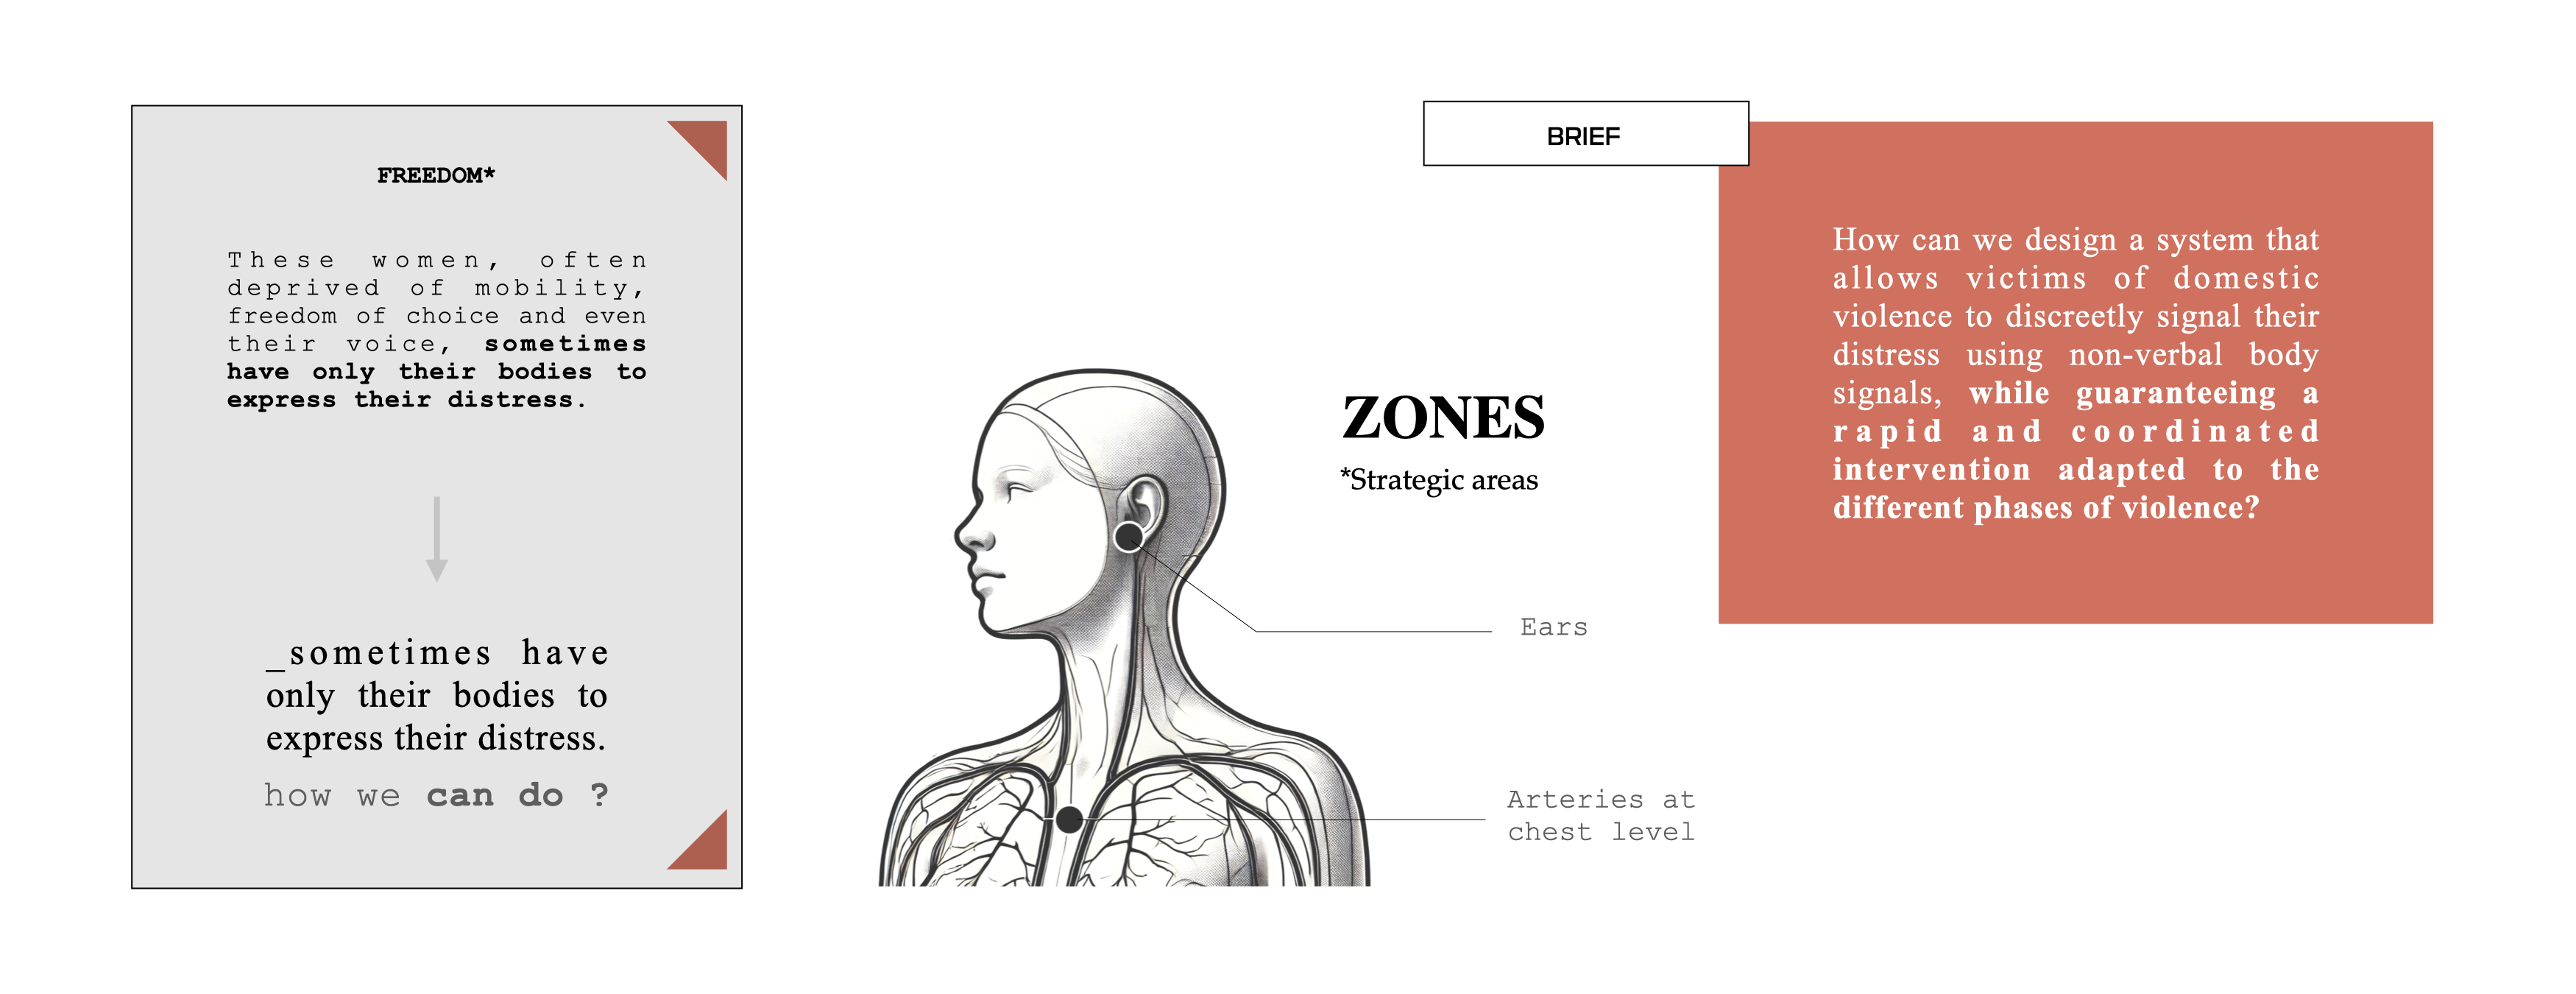 FREEDOM*
These women, often
deprived of mobility,
freedom of choice and even
their voice, sometimes
have only their bodies to
express their distress.
_sometimes have
only their bodies to
express their distress.
how we can do ?
ZONES
*Strategic areas
Ears
Arteries at
chest level
BRIEF
How can we design a system that
allows victims of domestic
violence to discreetly signal their
distress using non-verbal body
signals, while guaranteeing a
rapid and coordinated
intervention adapted to the
different phases of violence?